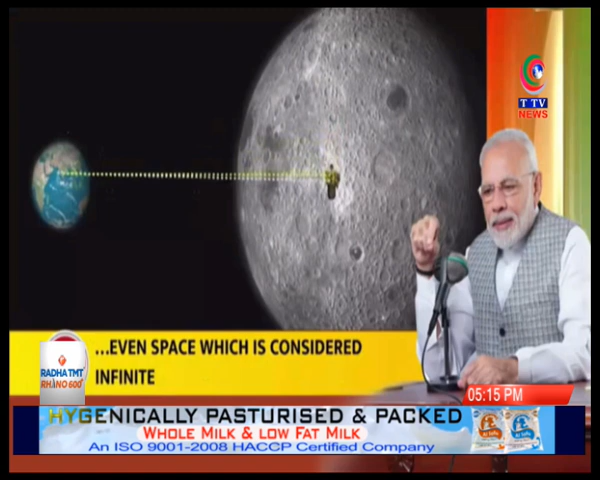 T TV
NEWS
...EVEN SPACE WHICH IS CONSIDERED
INFINITE
RADHA TMT
RHINO 600
05:15 PM
HYGENICALLY PASTURISED & PACKED
WHOLE MILK & LOW FAT MILK
An ISO 9001-2008 HACCP Certified Company